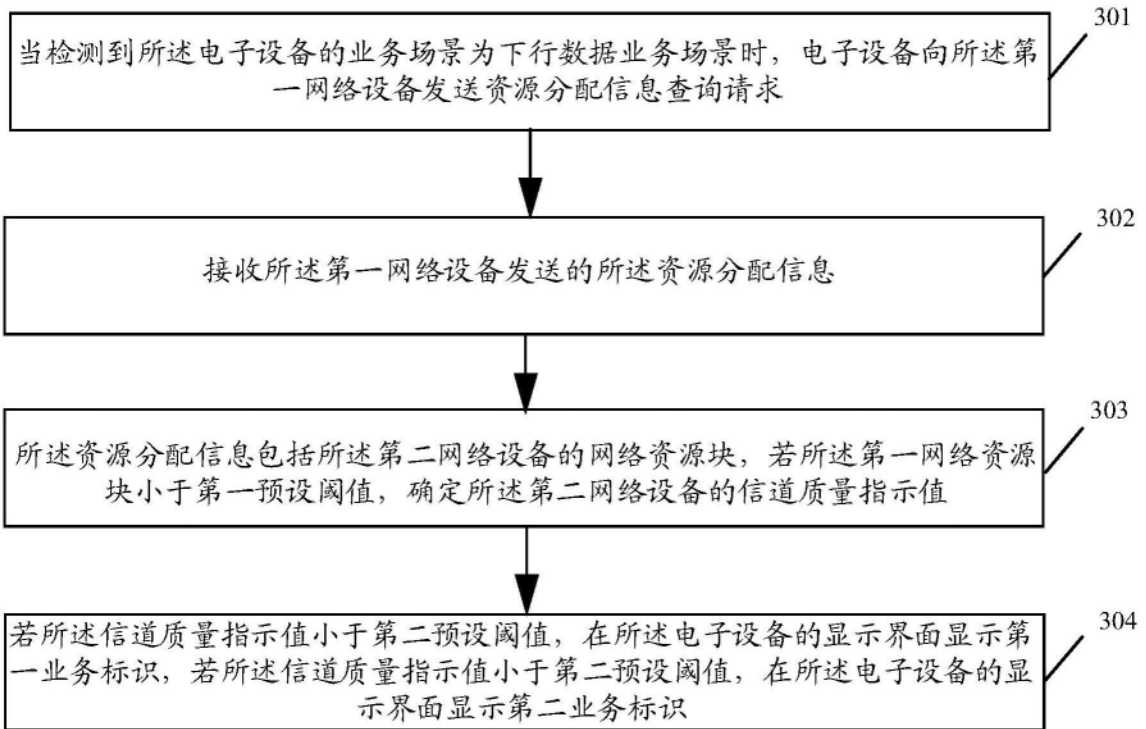 301
当检测到所述电子设备的业务场景为下行数据业务场景时，电子设备向所述第
一网络设备发送资源分配信息查询请求
302
接收所述第一网络设备发送的所述资源分配信息
303
所述资源分配信息包括所述第二网络设备的网络资源块，若所述第一网络资源
块小于第一预设阈值，确定所述第二网络设备的信道质量指示值
304
若所述信道质量指示值小于第二预设阈值，在所述电子设备的显示界面显示第
一业务标识，若所述信道质量指示值小于第二预设阈值，在所述电子设备的显
示界面显示第二业务标识